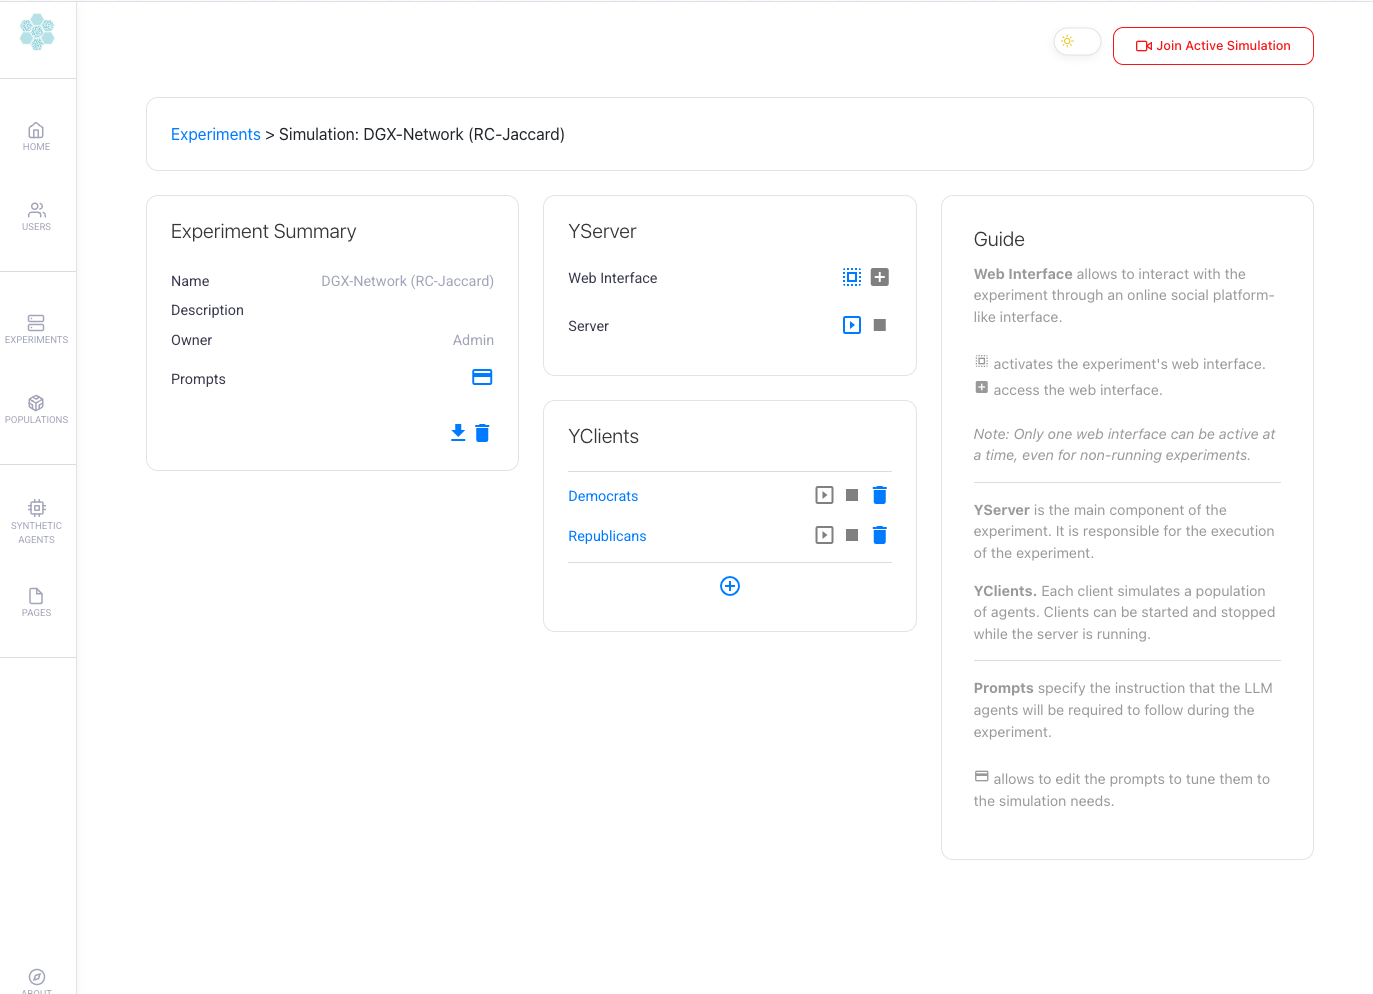 Join Active Simulation
HOME
USERS
EXPERIMENTS
POPULATIONS
SYNTHETIC
AGENTS
PAGES
ABOUT
Experiments > Simulation: DGX-Network (RC-Jaccard)
Experiment Summary
Name DGX-Network (RC-Jaccard)
Description
Owner Admin
Prompts
YServer
Web Interface
Server
YClients
Democrats
Republicans
Guide
Web Interface allows to interact with the
experiment through an online social platform-
like interface.
activates the experiment's web interface.
access the web interface.
Note: Only one web interface can be active at
a time, even for non-running experiments.
YServer is the main component of the
experiment. It is responsible for the execution
of the experiment.
YClients. Each client simulates a population
of agents. Clients can be started and stopped
while the server is running.
Prompts specify the instruction that the LLM
agents will be required to follow during the
experiment.
allows to edit the prompts to tune them to
the simulation needs.